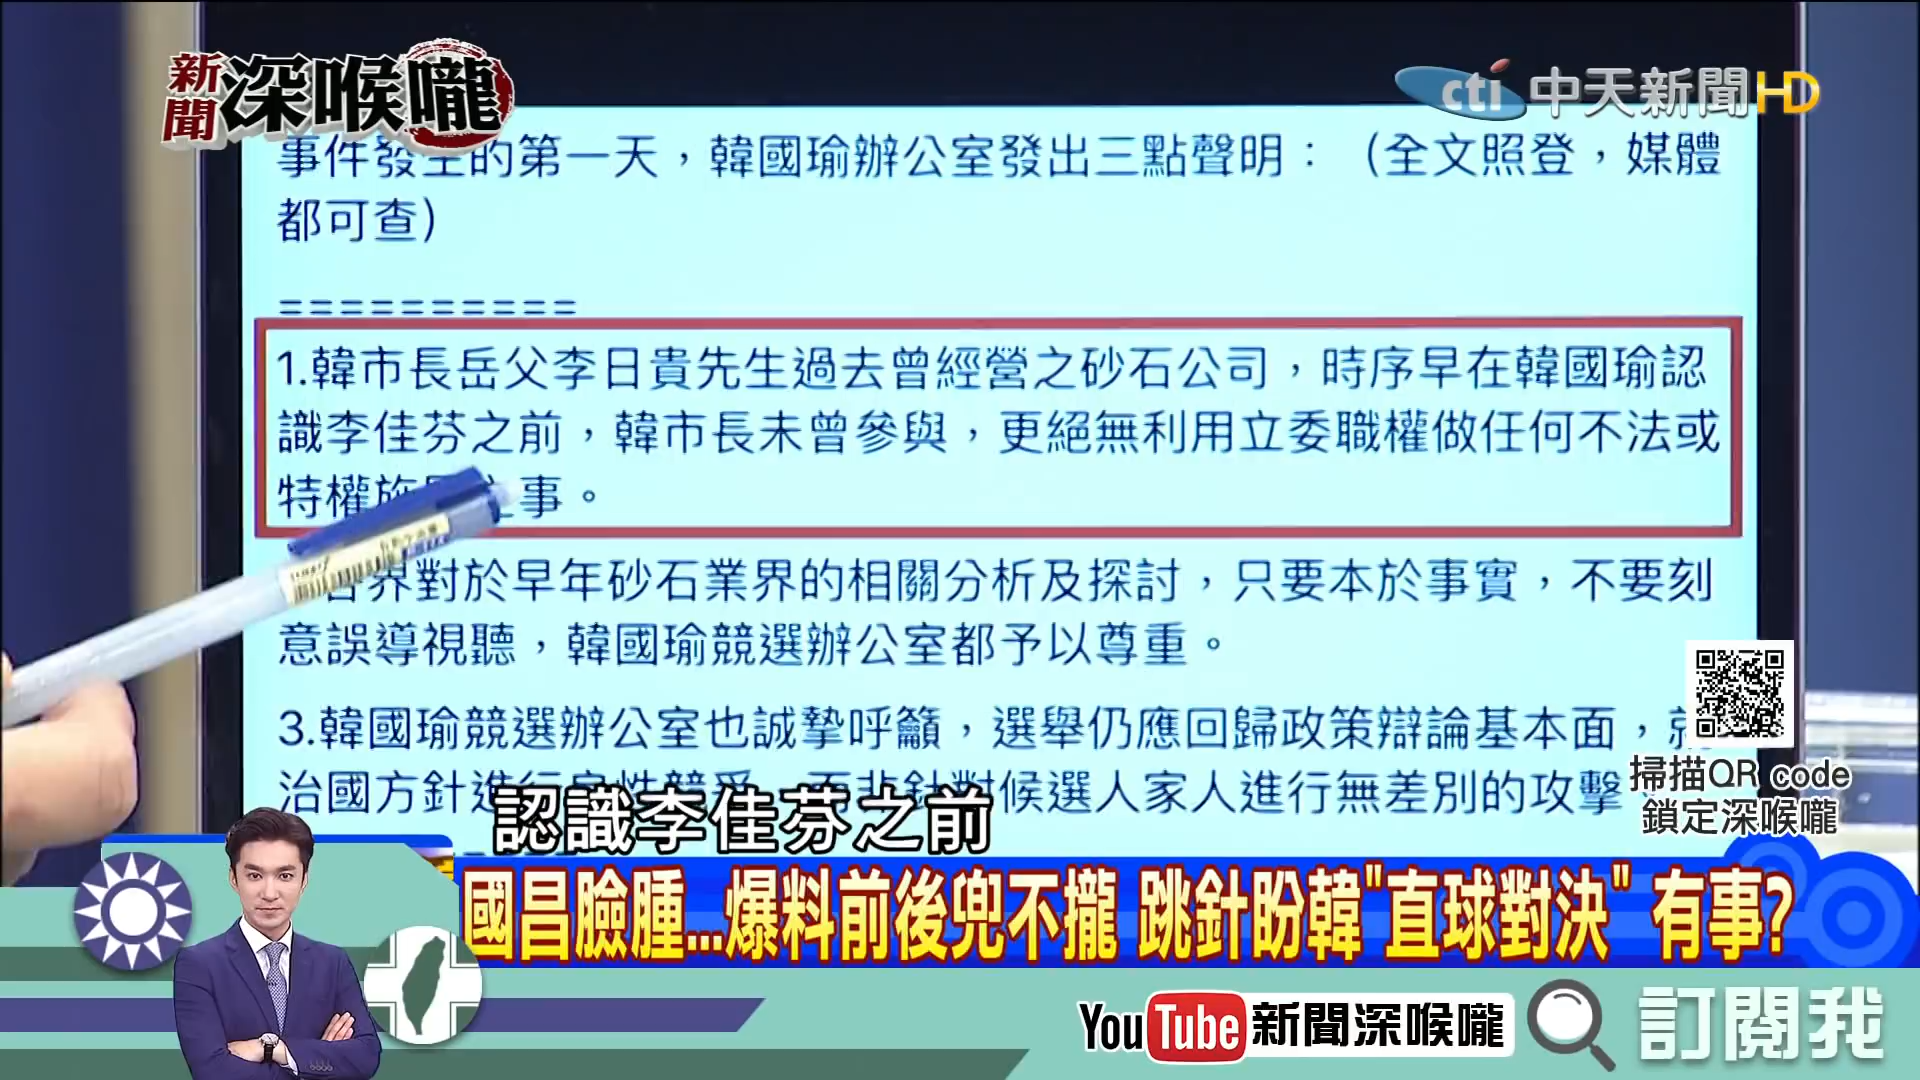 新聞深喉嚨
cti 中天新聞HD
事件發生的第一天，韓國瑜辦公室發出三點聲明：（全文照登，媒體
都可查）
==========
1.韓市長岳父李日貴先生過去曾經營之砂石公司，時序早在韓國瑜認
識李佳芬之前，韓市長未曾參與，更絕無利用立委職權做任何不法或
特權 事。
界對於早年砂石業界的相關分析及探討，只要本於事實，不要刻
意誤導視聽，韓國瑜競選辦公室都予以尊重。
3.韓國瑜競選辦公室也誠摯呼籲，選舉仍應回歸政策辯論基本面，就
治國方針進行 候選人家人進行無差別的攻擊
掃描QR code
鎖定深喉嚨
認識李佳芬之前
國昌臉腫...爆料前後兜不攏 跳針盼韓"直球對決" 有事?
YouTube 新聞深喉嚨
訂閱我